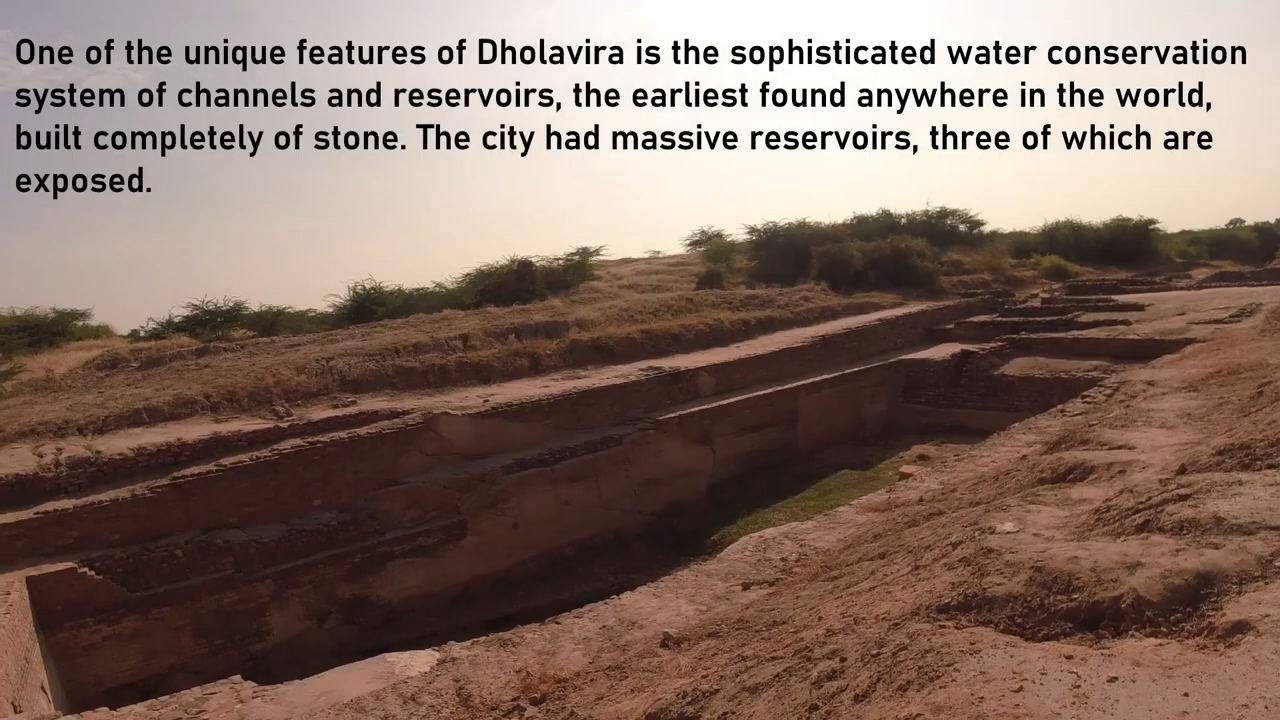 One of the unique features of Dholavira is the sophisticated water conservation
system of channels and reservoirs, the earliest found anywhere in the world,
built completely of stone. The city had massive reservoirs, three of which are
exposed.